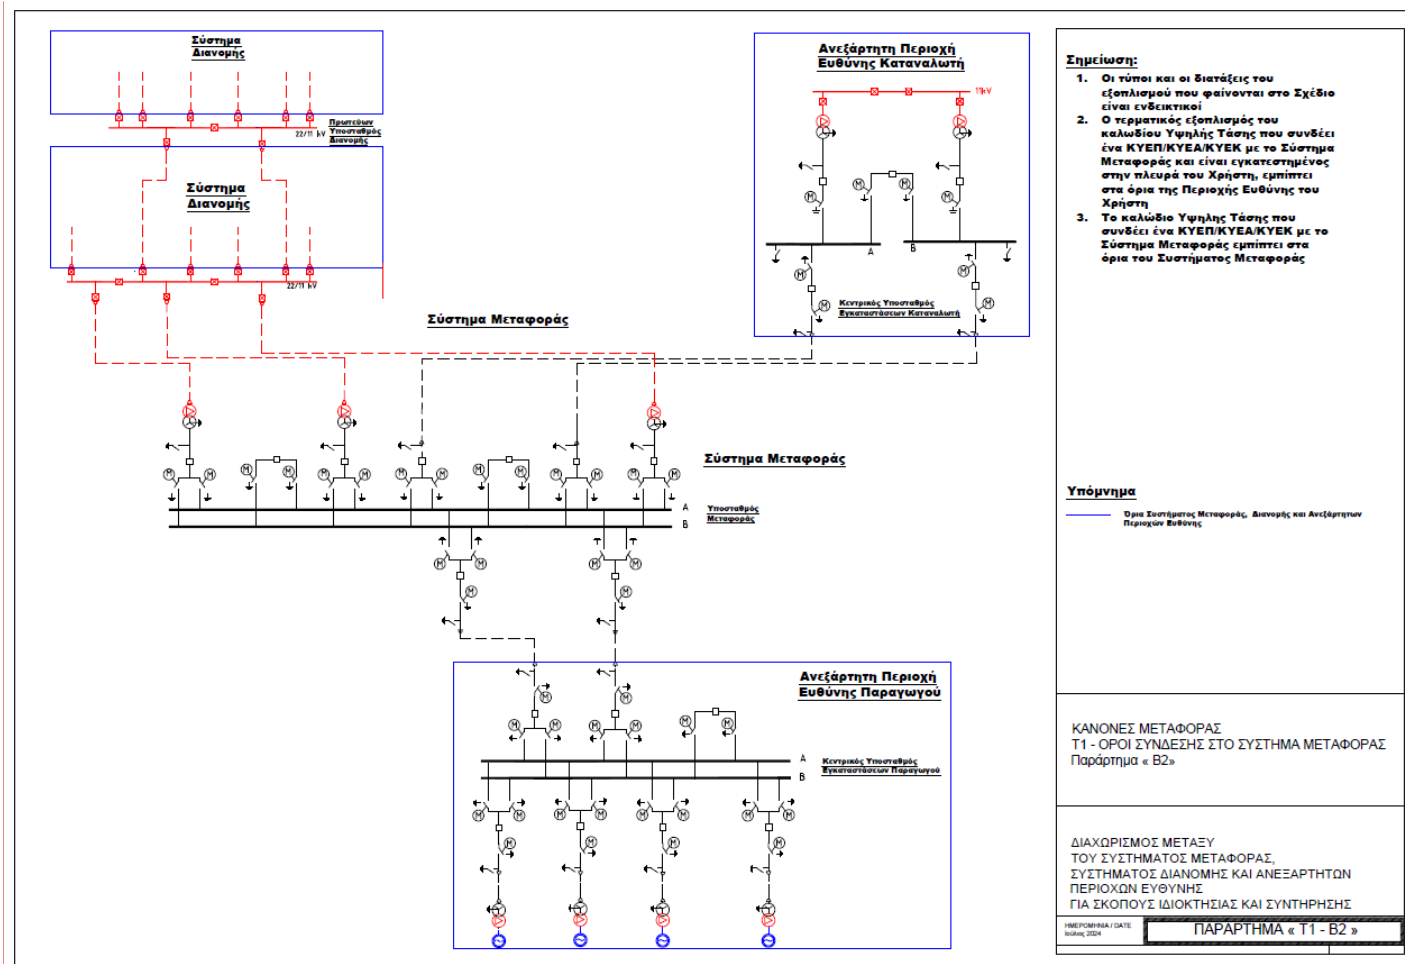 Σύστημα
Διανομής
Πρωτεύων
Υποσταθμός
Διανομής
22/11 kV
Σύστημα
Διανομής
22/11 kV
Σύστημα Μεταφοράς
Ανεξάρτητη Περιοχή
Ευθύνης Καταναλωτή
11kV
M
M
M
M
A
B
M
M
Κεντρικός Υποσταθμός
Εγκαταστάσεων Καταναλωτή
M
M
Σύστημα Μεταφοράς
M
M
M
M
M
M
M
M
M
M
M
M
M
M
A
B
Υποσταθμός
Μεταφοράς
M
M
M
M
M
M
Ανεξάρτητη Περιοχή
Ευθύνης Παραγωγού
M
M
M
M
M
M
M
M
A
B
Κεντρικός Υποσταθμός
Εγκαταστάσεων Παραγωγού
M
M
M
M
M
M
M
M
M
M
M
M
Σημείωση:
1. Οι τύποι και οι διατάξεις του
εξοπλισμού που φαίνονται στο Σχέδιο
είναι ενδεικτικοί
2. Ο τερματικός εξοπλισμός του
καλωδίου Υψηλής Τάσης που συνδέει
ένα ΚΥΕΠ/ΚΥΕΑ/ΚΥΕΚ με το Σύστημα
Μεταφοράς και είναι εγκατεστημένος
στην πλευρά του Χρήστη, εμπίπτει
στα όρια της Περιοχής Ευθύνης του
Χρήστη
3. Το καλώδιο Υψηλης Τάσης που
συνδέει ένα ΚΥΕΠ/ΚΥΕΑ/ΚΥΕΚ με το
Σύστημα Μεταφοράς εμπίπτει στα
όρια του Συστήματος Μεταφοράς
Υπόμνημα
Όρια Συστήματος Μεταφοράς, Διανομής και Ανεξάρτητων
Περιοχών Ευθύνης
ΚΑΝΟΝΕΣ ΜΕΤΑΦΟΡΑΣ
Τ1 - ΟΡΟΙ ΣΥΝΔΕΣΗΣ ΣΤΟ ΣΥΣΤΗΜΑ ΜΕΤΑΦΟΡΑΣ
Παράρτημα « Β2»
ΔΙΑΧΩΡΙΣΜΟΣ ΜΕΤΑΞΥ
ΤΟΥ ΣΥΣΤΗΜΑΤΟΣ ΜΕΤΑΦΟΡΑΣ,
ΣΥΣΤΗΜΑΤΟΣ ΔΙΑΝΟΜΗΣ ΚΑΙ ΑΝΕΞΑΡΤΗΤΩΝ
ΠΕΡΙΟΧΩΝ ΕΥΘΥΝΗΣ
ΓΙΑ ΣΚΟΠΟΥΣ ΙΔΙΟΚΤΗΣΙΑΣ ΚΑΙ ΣΥΝΤΗΡΗΣΗΣ
ΗΜΕΡΟΜΗΝΙΑ / DATE
Ιούλιος 2024
ΠΑΡΑΡΤΗΜΑ « Τ1 - Β2 »